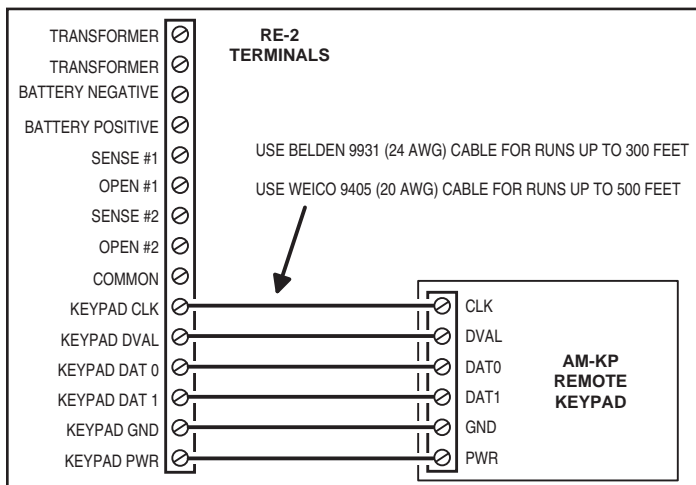 TRANSFORMER
TRANSFORMER
BATTERY NEGATIVE
BATTERY POSITIVE
SENSE #1
OPEN #1
SENSE #2
OPEN #2
COMMON
KEYPAD CLK
KEYPAD DVAL
KEYPAD DAT 0
KEYPAD DAT 1
KEYPAD GND
KEYPAD PWR
RE-2
TERMINALS
USE BELDEN 9931 (24 AWG) CABLE FOR RUNS UP TO 300 FEET
USE WEICO 9405 (20 AWG) CABLE FOR RUNS UP TO 500 FEET
CLK
DVAL
DAT0
DAT1
GND
PWR
AM-KP
REMOTE
KEYPAD